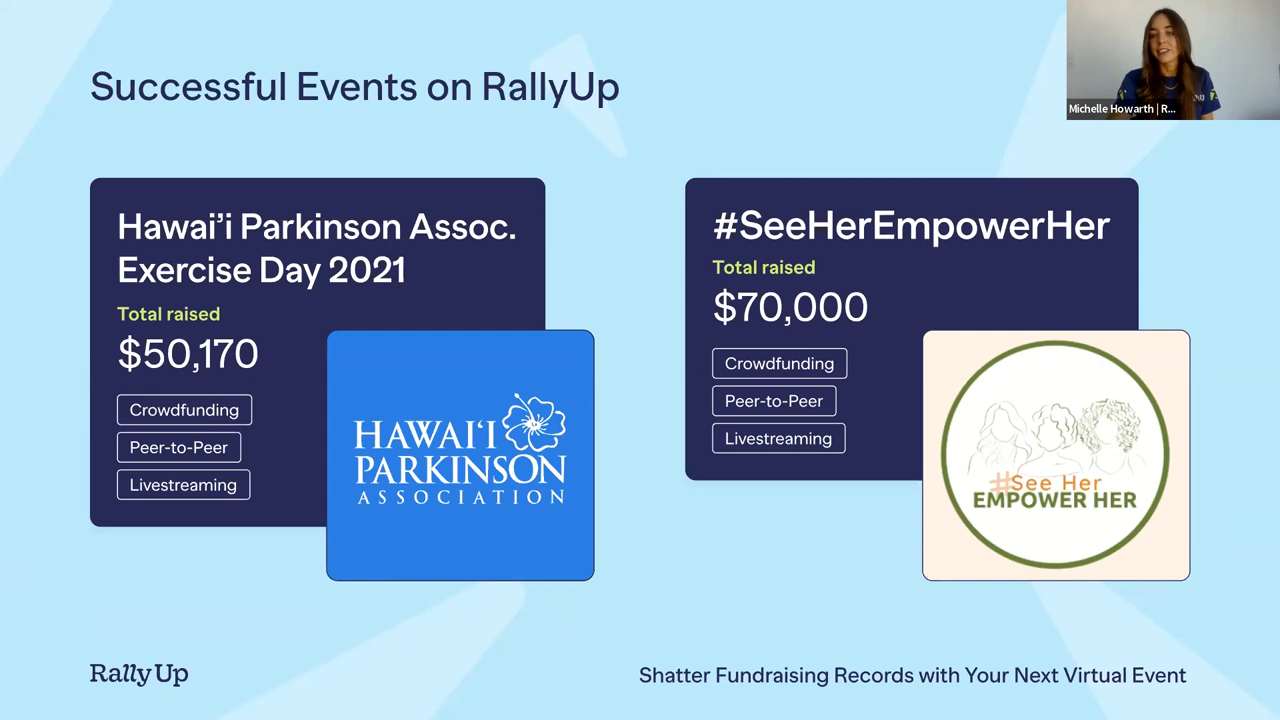 Successful Events on RallyUp
Michelle Howarth | R...
Hawai’i Parkinson Assoc.
Exercise Day 2021
Total raised
$50,170
Crowdfunding
Peer-to-Peer
Livestreaming
HAWAI‘I
PARKINSON
ASSOCIATION
#SeeHerEmpowerHer
Total raised
$70,000
Crowdfunding
Peer-to-Peer
Livestreaming
#See Her
EMPOWER HER
RallyUp
Shatter Fundraising Records with Your Next Virtual Event